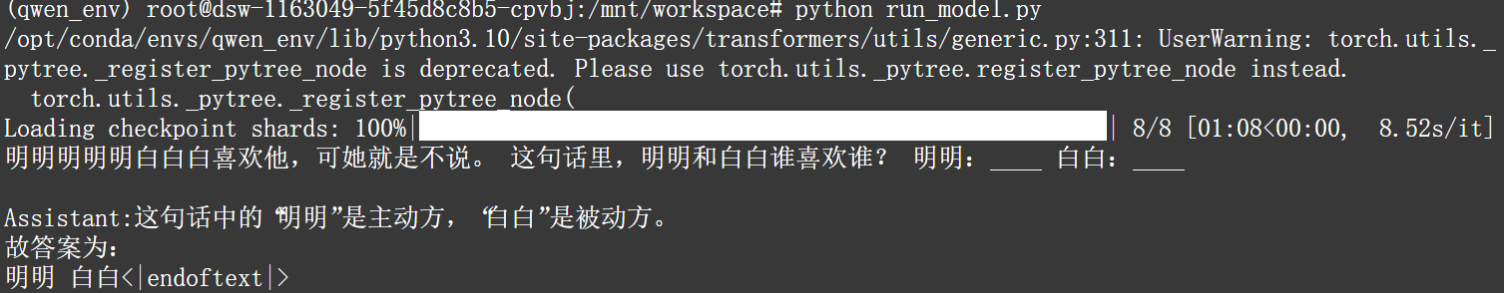 (qwen_env) root@dsw-1163049-5f45d8c8b5-cpvbj:/mnt/workspace# python run_model.py
/opt/conda/envs/qwen_env/lib/python3.10/site-packages/transformers/utils/generic.py:311: UserWarning: torch.utils._
pytree._register_pytree_node is deprecated. Please use torch.utils._pytree.register_pytree_node instead.
  torch.utils._pytree._register_pytree_node(
Loading checkpoint shards: 100%|██████████| 8/8 [01:08<00:00,  8.52s/it]
明明明明明白白白喜欢他，可她就是不说。 这句话里，明明和白白谁喜欢谁？ 明明：____ 白白：____
Assistant:这句话中的“明明”是主动方，“白白”是被动方。
故答案为：
明明 白白<|endoftext|>